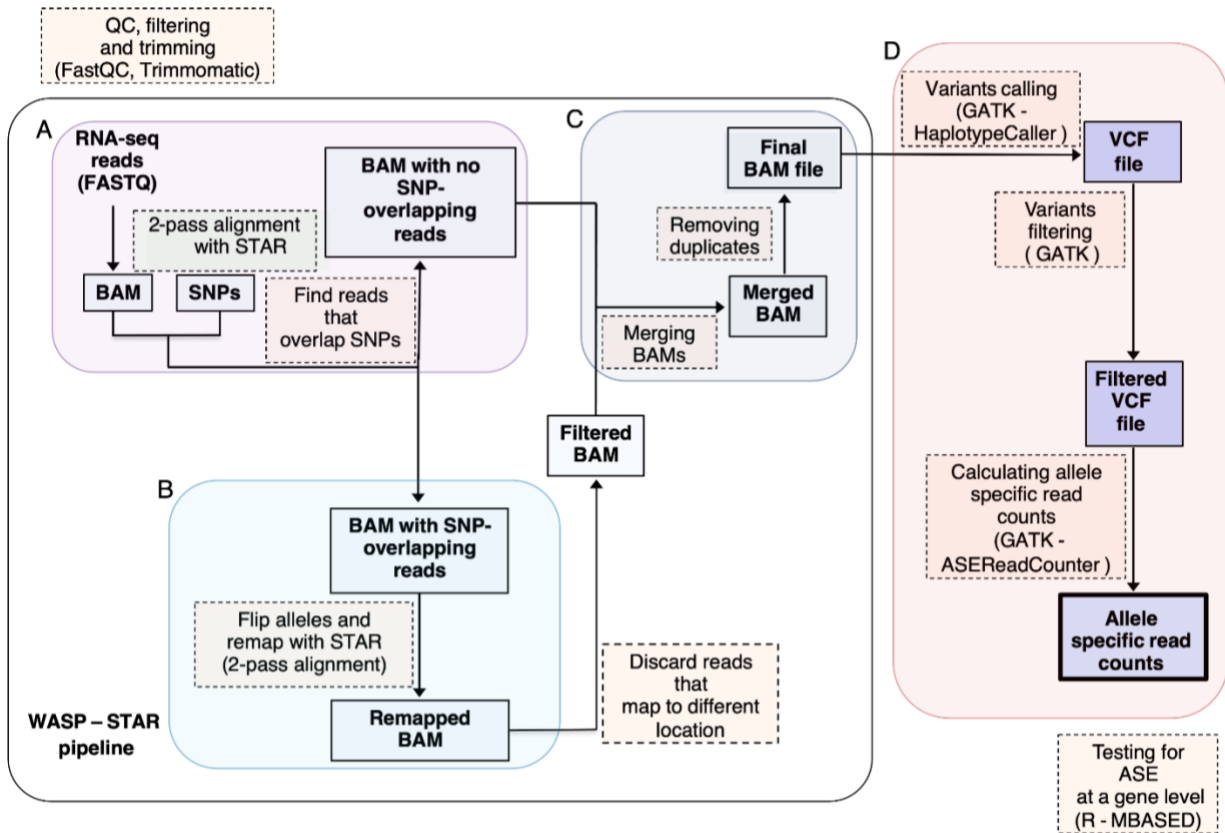 QC, filtering
and trimming
(FastQC, Trimmomatic)
A
RNA-seq
reads
(FASTQ)
2-pass alignment
with STAR
BAM
SNPs
Find reads
that
overlap SNPs
BAM with no
SNP-
overlapping
reads
B
BAM with SNP-
overlapping
reads
Flip alleles and
remap with STAR
(2-pass alignment)
Remapped
BAM
Discard reads
that
map to different
location
Filtered
BAM
WASP – STAR
pipeline
C
Merging
BAMs
Merged
BAM
Removing
duplicates
Final
BAM file
D
Variants calling
(GATK -
HaplotypeCaller )
VCF
file
Variants
filtering
( GATK )
Filtered
VCF
file
Calculating allele
specific read
counts
(GATK -
ASEReadCounter )
Allele
specific read
counts
Testing for
ASE
at a gene level
(R - MBASED)